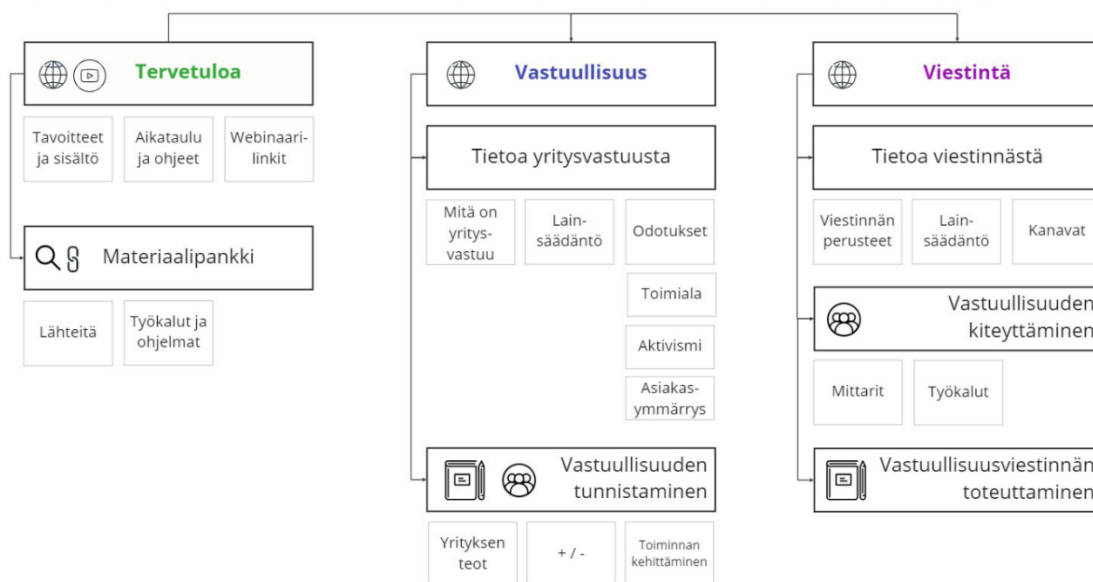 Tervetuloa
Tavoitteet
ja sisältö
Aikataulu
ja ohjeet
Webinaari-
linkit
Materiaalipankki
Lähteitä
Työkalut ja
ohjelmat
Vastuullisuus
Tietoa yritysvastuusta
Mitä on
yritys-
vastuu
Lain-
säädäntö
Odotukset
Toimiala
Aktivismi
Asiakas-
ymmärrys
Vastuullisuuden
tunnistaminen
Yrityksen
teot
+ / -
Toiminnan
kehittäminen
Viestintä
Tietoa viestinnästä
Viestinnän
perusteet
Lain-
säädäntö
Kanavat
Vastuullisuuden
kiteyttäminen
Mittarit
Työkalut
Vastuullisuusviestinnän
toteuttaminen